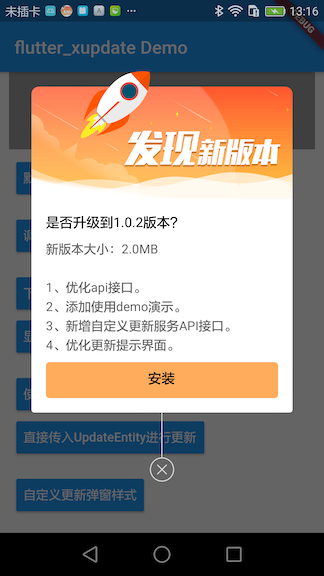 未插卡
13:16
flutter_xupdate Demo
发现新版本
是否升级到1.0.2版本?
新版本大小：2.0MB
1、优化api接口。
2、添加使用demo演示。
3、新增自定义更新服务API接口。
4、优化更新提示界面。
安装
直接传入UpdateEntity进行更新
自定义更新弹窗样式